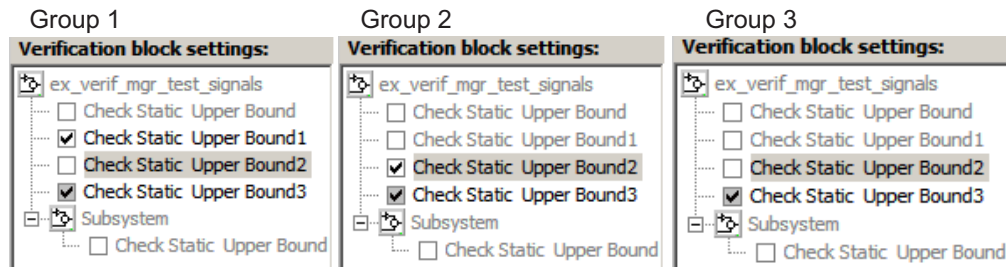 Group 1
Verification block settings:
ex_verif_mgr_test_signals
Check Static Upper Bound
Check Static Upper Bound1
Check Static Upper Bound2
Check Static Upper Bound3
Subsystem
Check Static Upper Bound
Group 2
Verification block settings:
ex_verif_mgr_test_signals
Check Static Upper Bound
Check Static Upper Bound1
Check Static Upper Bound2
Check Static Upper Bound3
Subsystem
Check Static Upper Bound
Group 3
Verification block settings:
ex_verif_mgr_test_signals
Check Static Upper Bound
Check Static Upper Bound1
Check Static Upper Bound2
Check Static Upper Bound3
Subsystem
Check Static Upper Bound